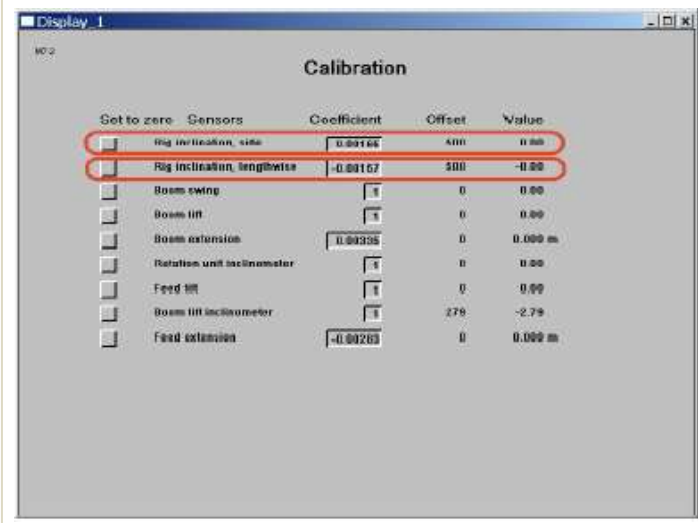 Display_1
Calibration
Set to zero Sensors Coefficient Offset Value
Rig inclination, side 0.00166 500 0.00
Rig inclination, lengthwise -0.00167 500 -0.00
Boom swing 1 0 0.00
Boom lift 1 0 0.00
Boom extension 0.00335 0 0.000 m
Rotation unit inclinometer 1 0 0.00
Feed tilt 1 0 0.00
Boom lift inclinometer 1 279 -2.79
Feed extension -0.00283 0 0.000 m